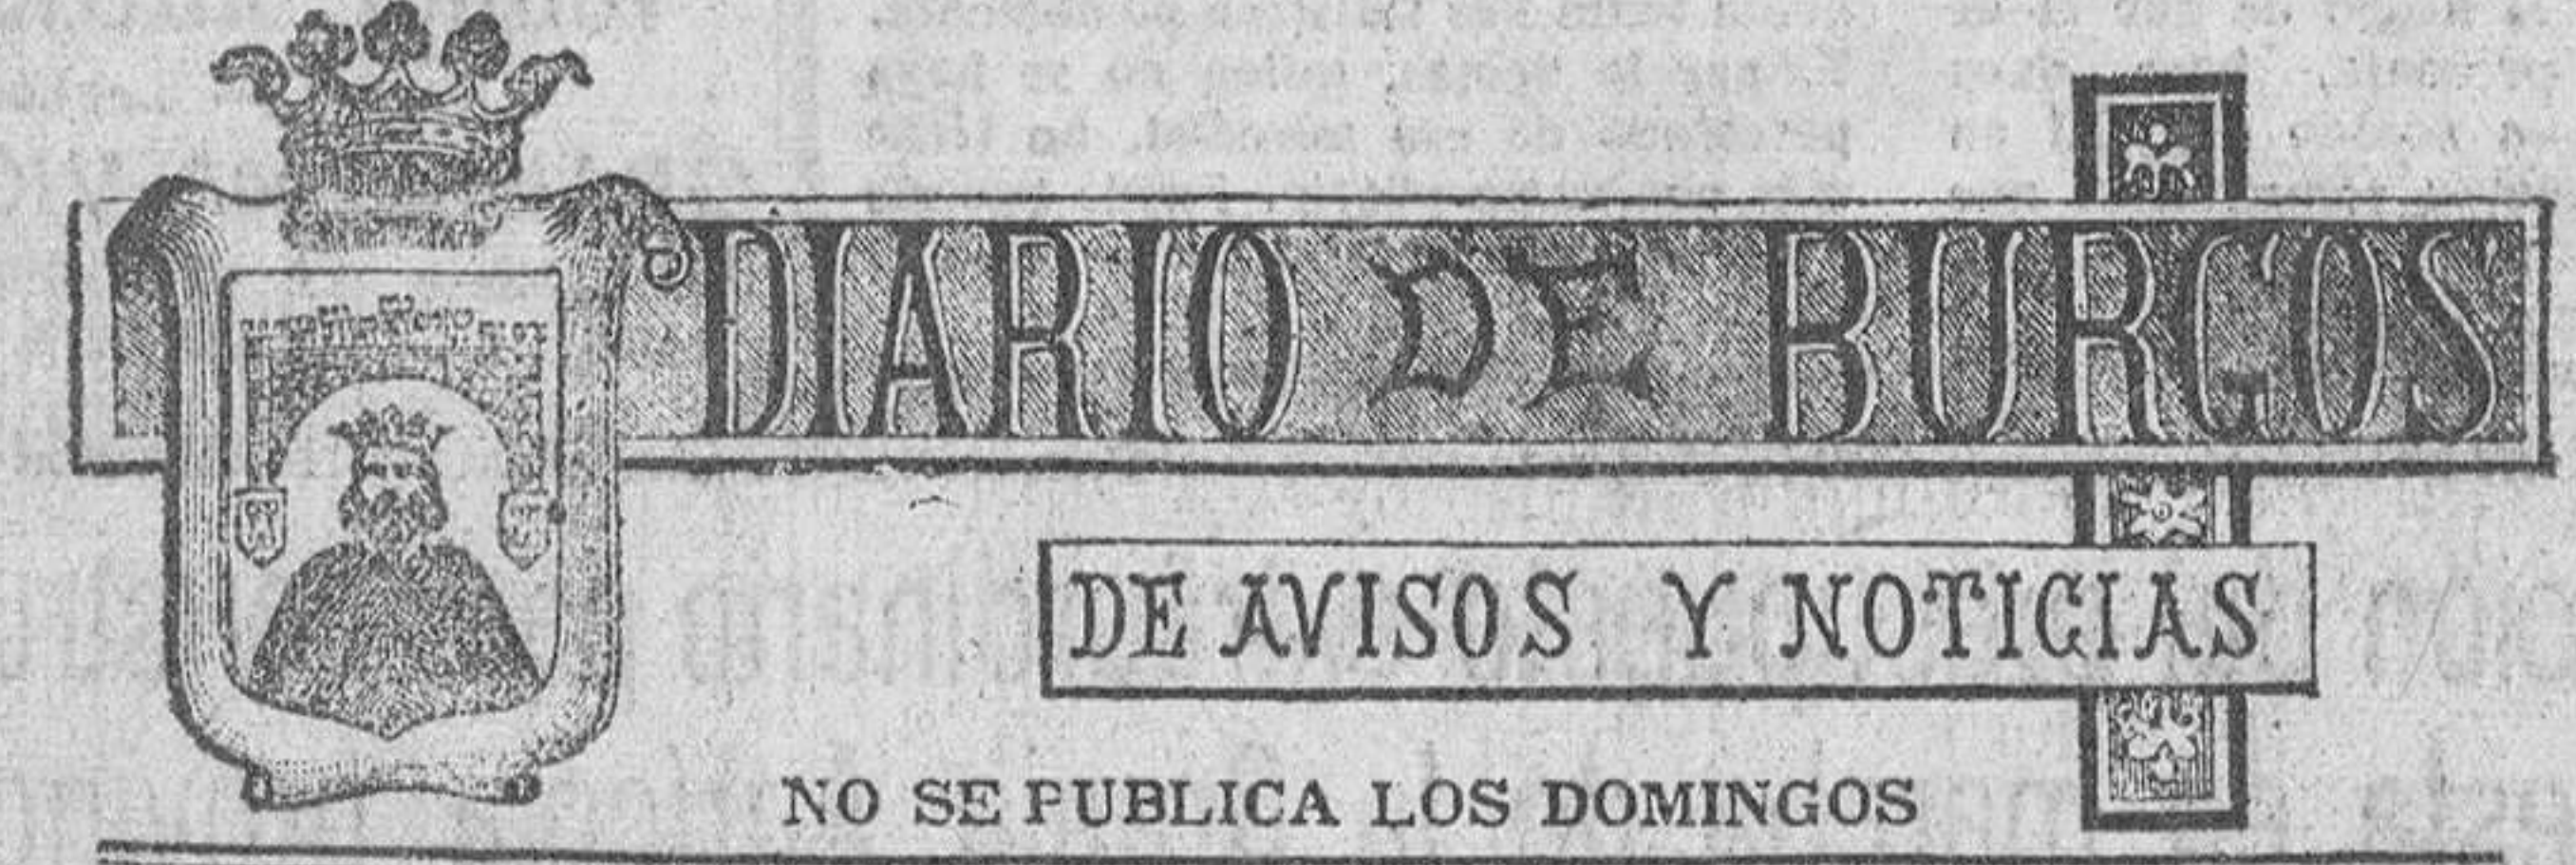 DIARIO DE BURGOS
DE AVISOS Y NOTICIAS
NO SE PUBLICA LOS DOMINGOS